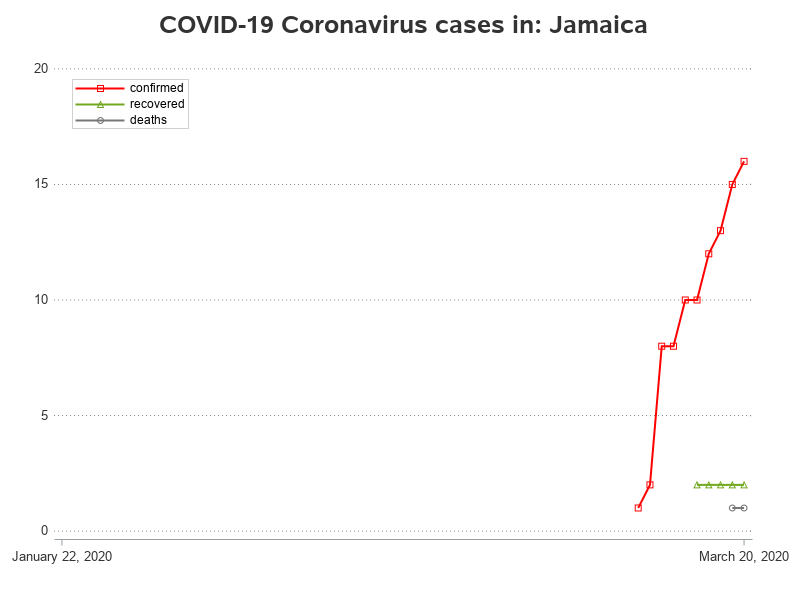 COVID-19 Coronavirus cases in: Jamaica
20
confirmed
recovered
deaths
15
10
5
0
January 22, 2020
March 20, 2020